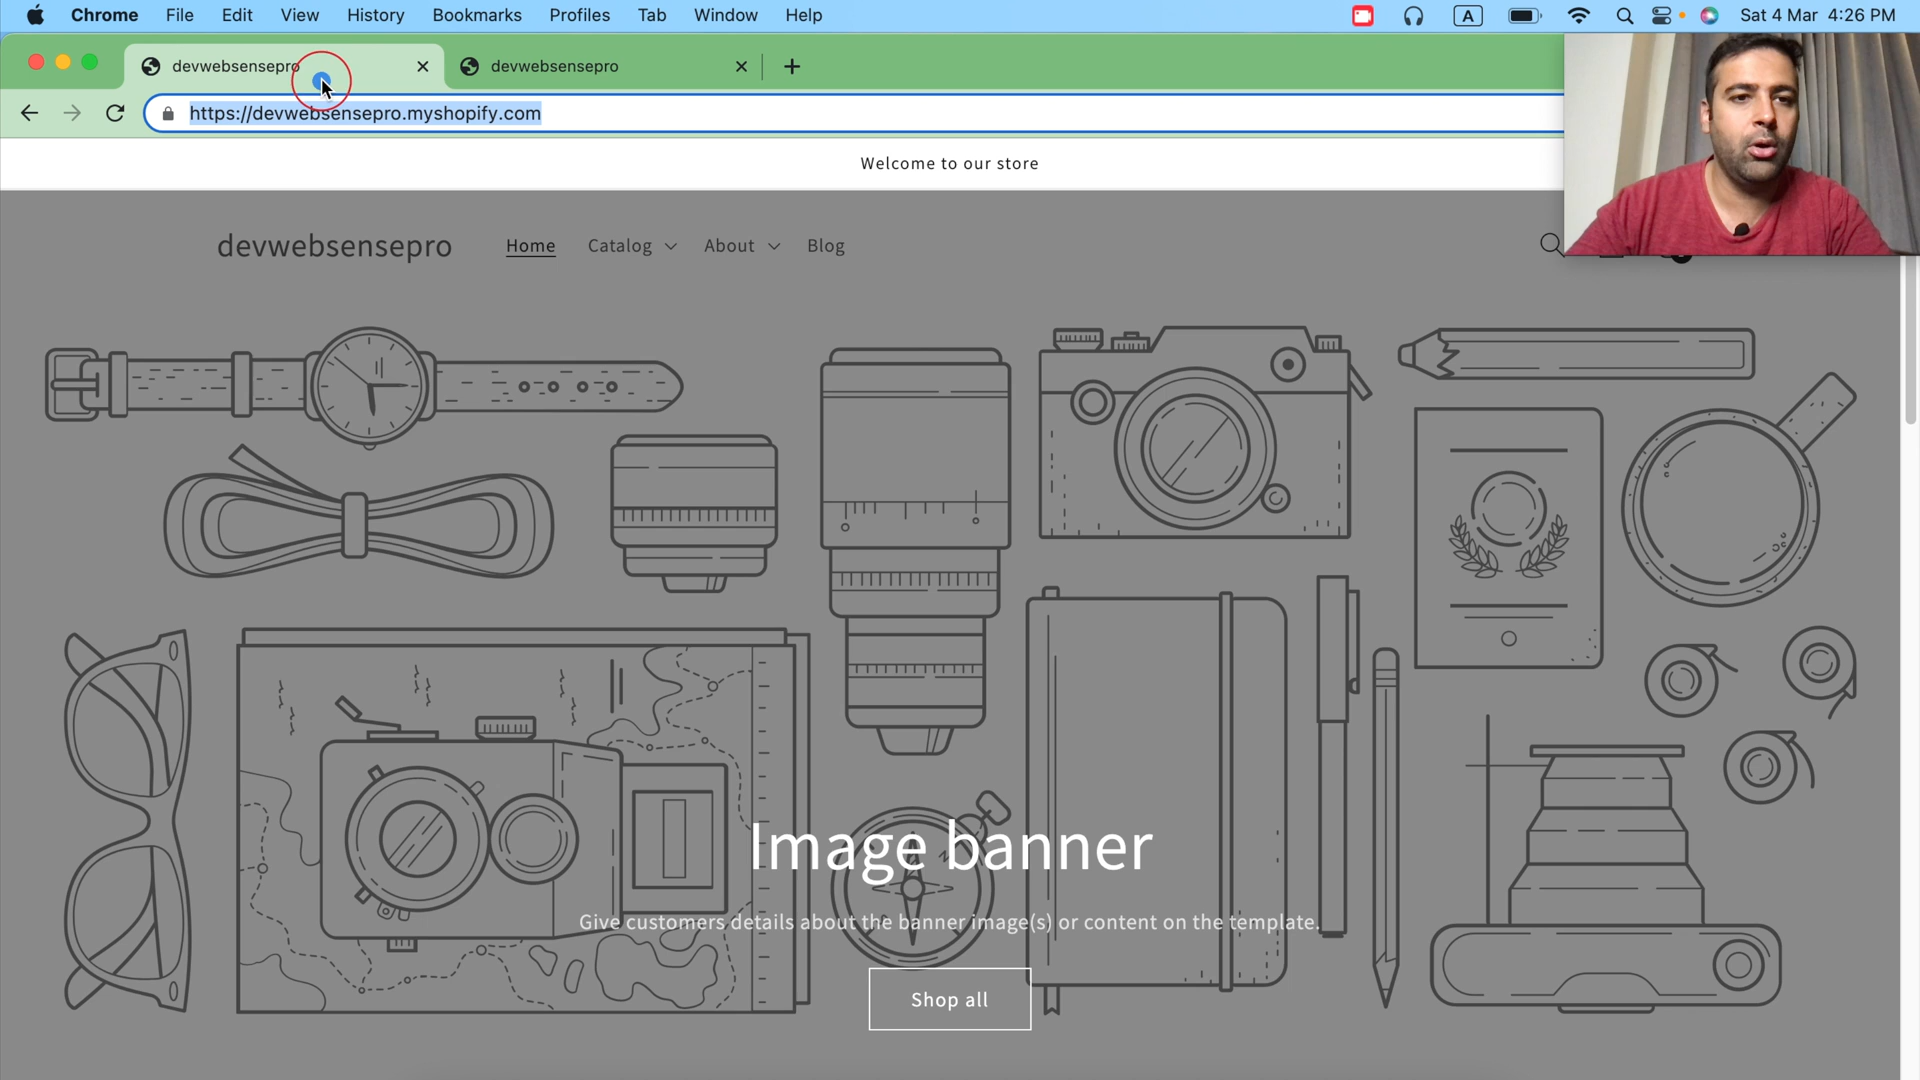 Chrome File Edit View History Bookmarks Profiles Tab Window Help A Sat 4 Mar 4:26 PM
devwebsensepro devwebsensepro
https://devwebsensepro.myshopify.com
Welcome to our store
devwebsensepro Home Catalog About Blog
Image banner
Give customers details about the banner image(s) or content on the template.
Shop all